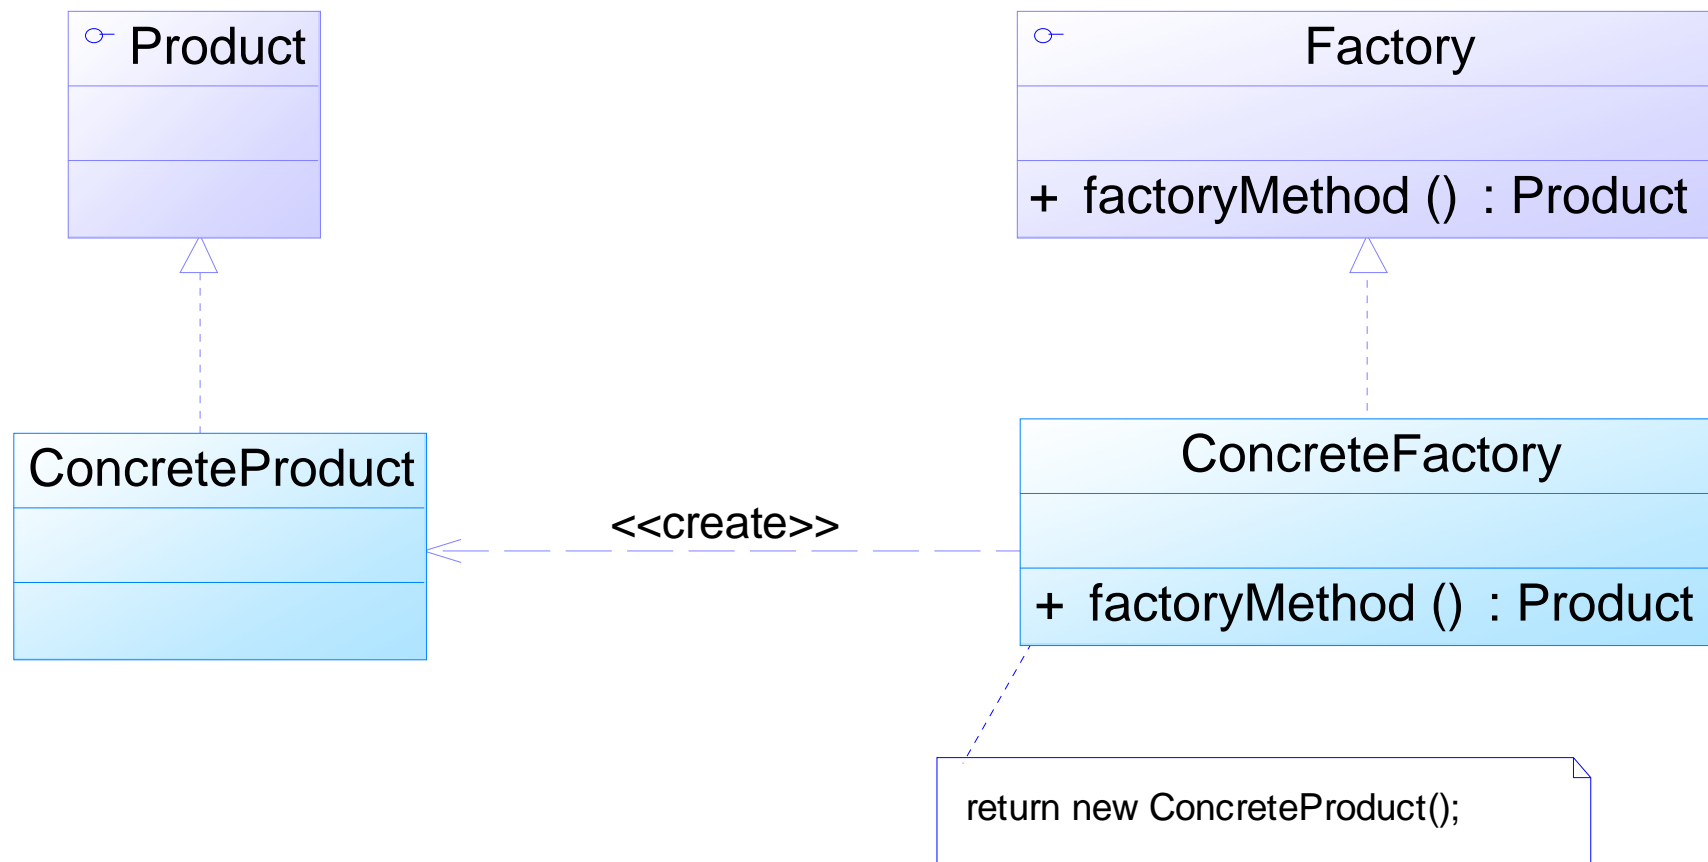 Product
Factory
+ factoryMethod () : Product
ConcreteProduct
ConcreteFactory
<<create>>
+ factoryMethod () : Product
return new ConcreteProduct();